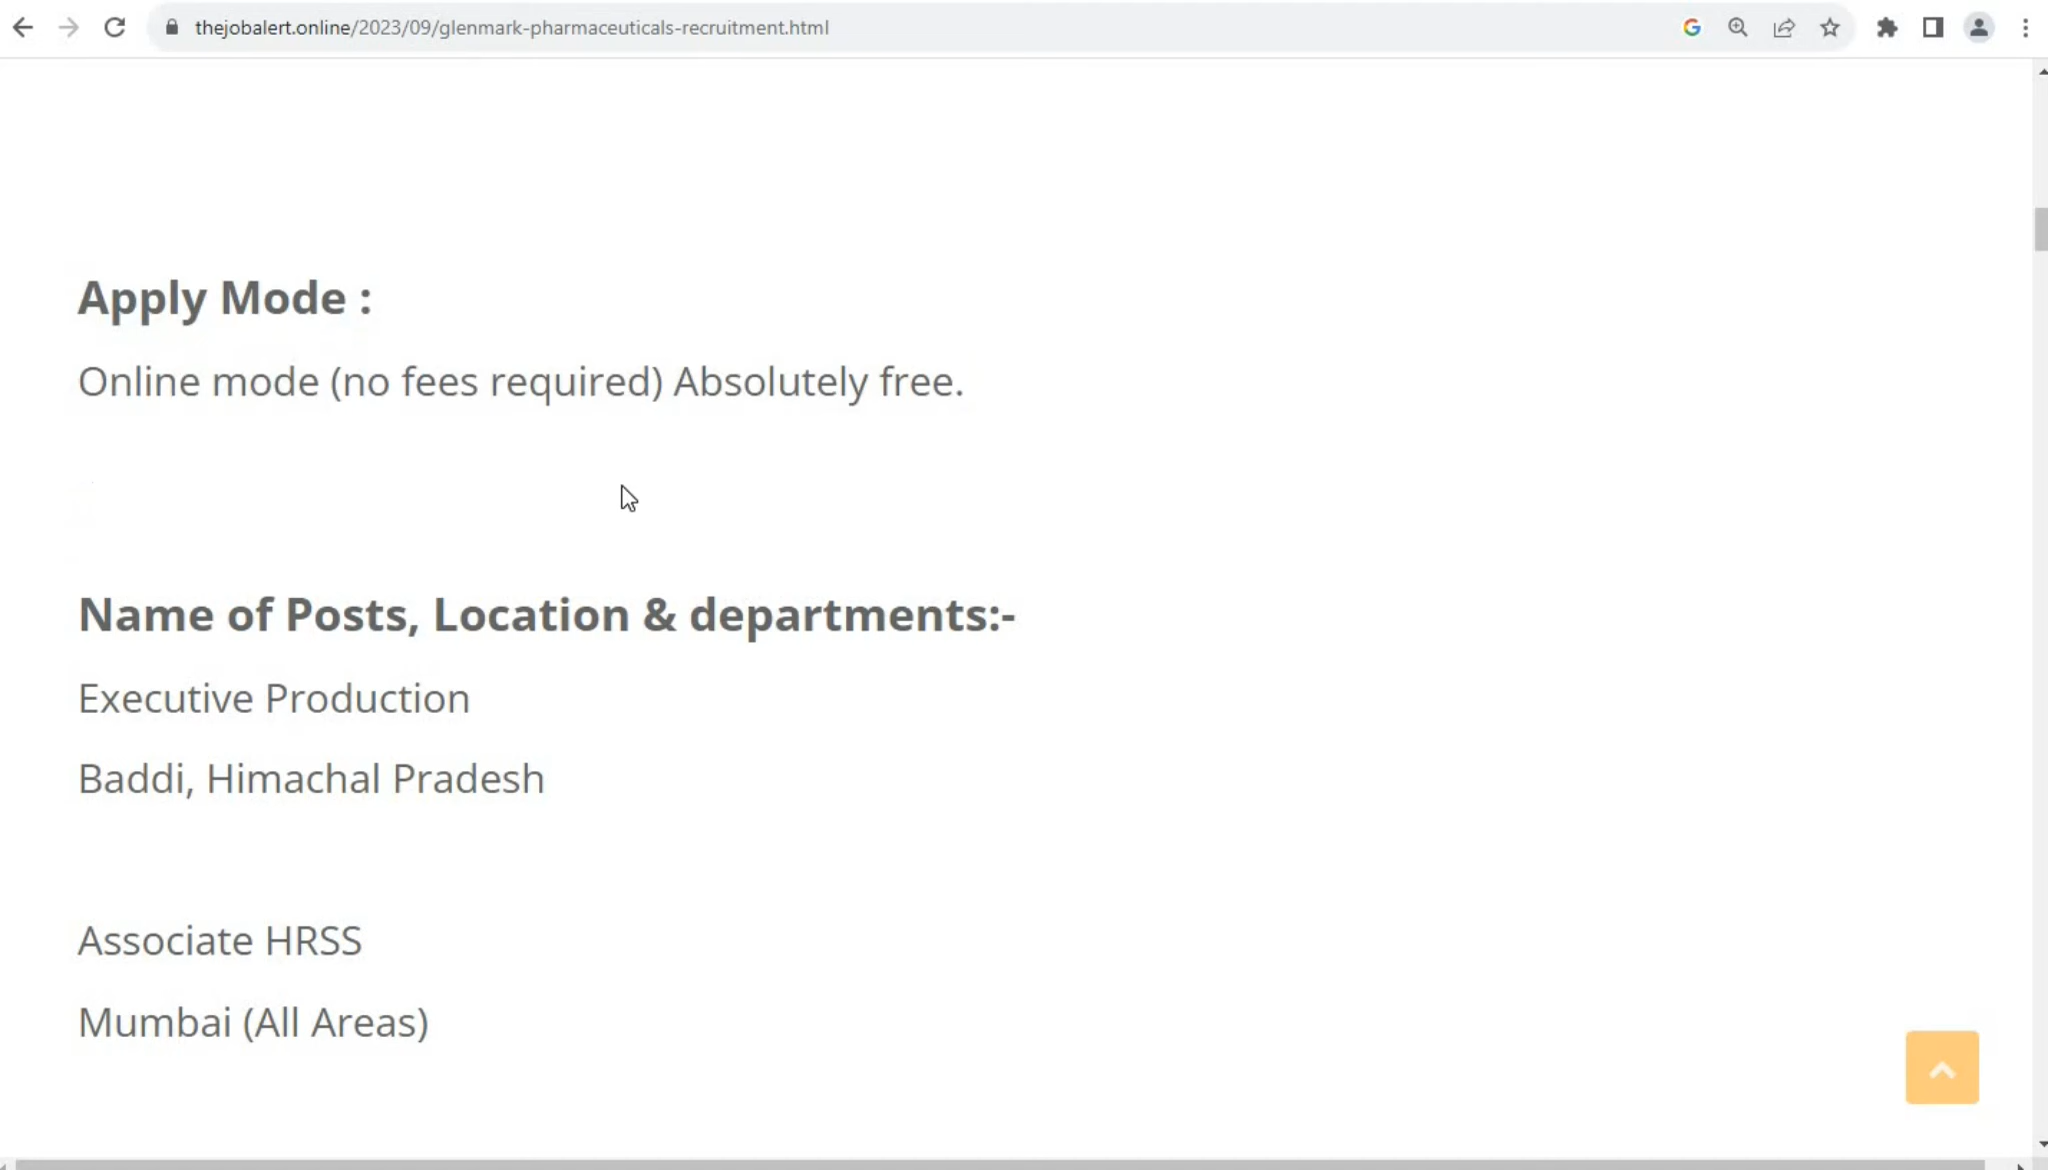 thejobalert.online/2023/09/glenmark-pharmaceuticals-recruitment.html
Apply Mode :
Online mode (no fees required) Absolutely free.
Name of Posts, Location & departments:-
Executive Production
Baddi, Himachal Pradesh
Associate HRSS
Mumbai (All Areas)